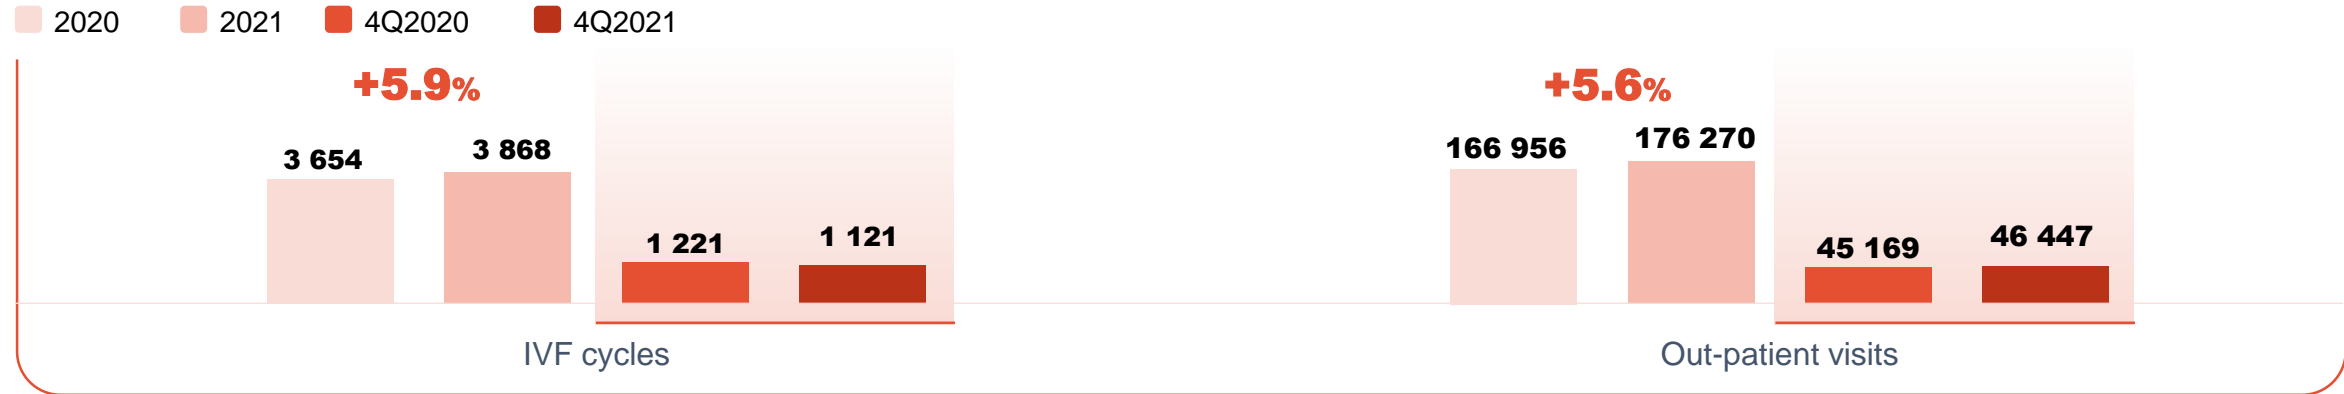 2020 2021 4Q2020 4Q2021
+5.9% +5.6%
3 654 3 868 1 221 1 121 166 956 176 270 45 169 46 447
IVF cycles Out-patient visits